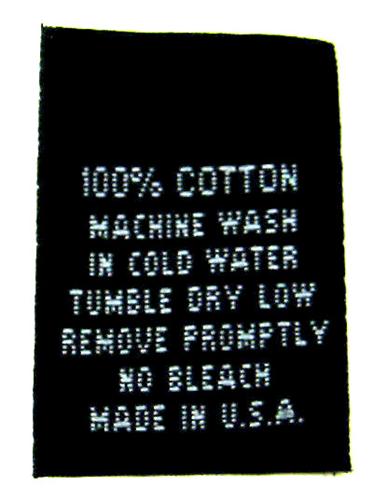 100% COTTON
MACHINE WASH
IN COLD WATER
TUMBLE DRY LOW
REMOVE PROMPTLY
NO BLEACH
MADE IN U.S.A.